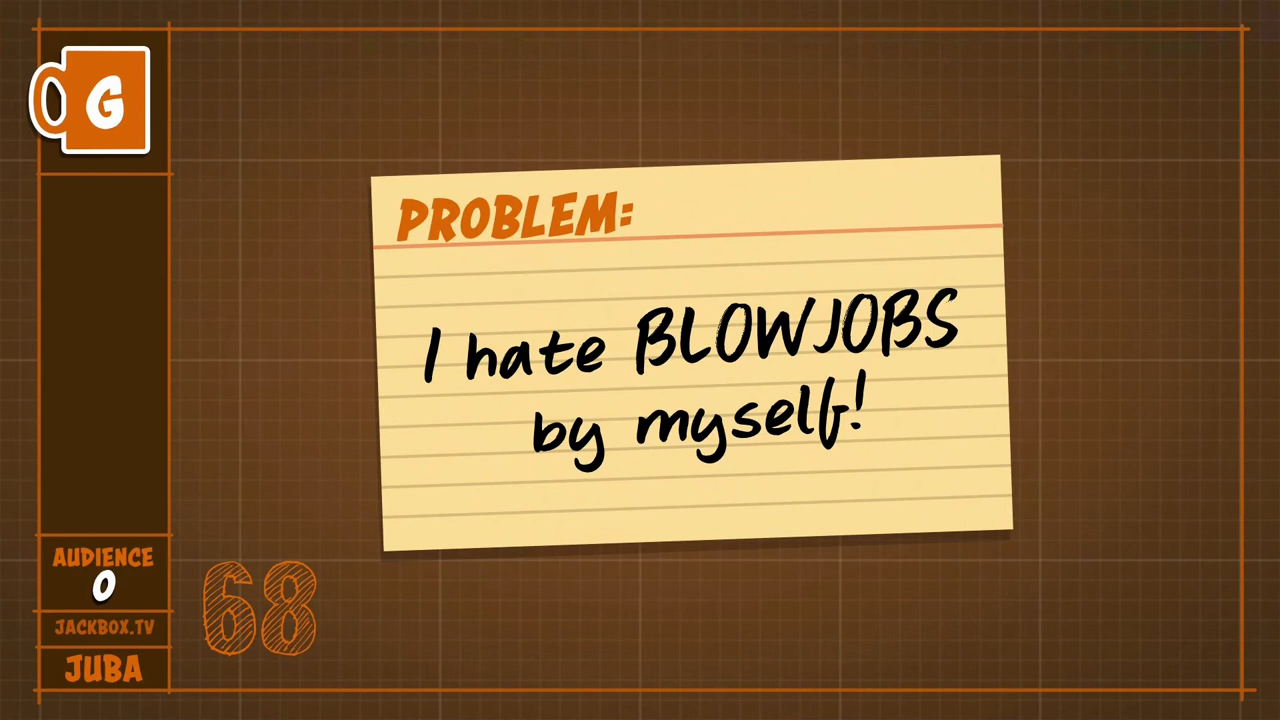 G
PROBLEM:
I hate BLOWJOBS
by myself!
AUDIENCE
0
68
JACKBOX.TV
JUBA